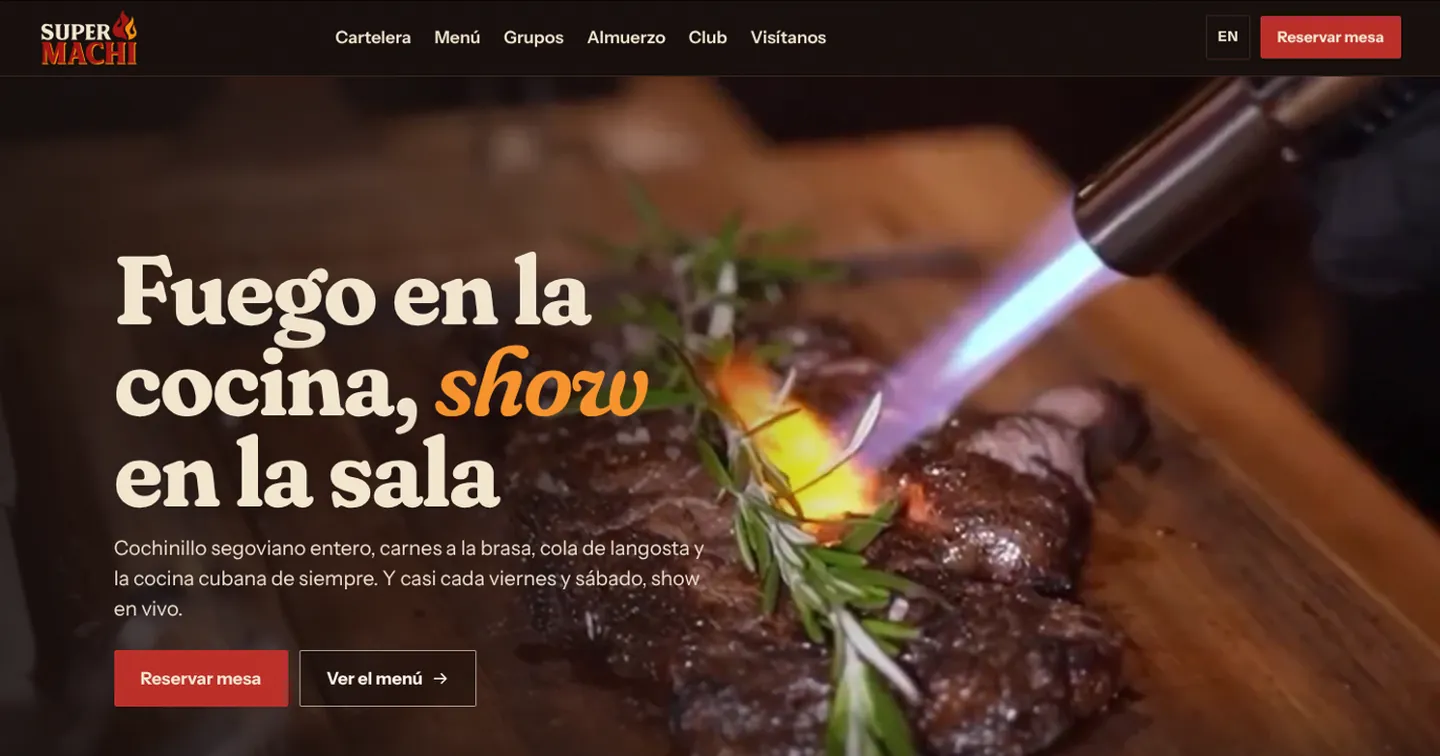 SUPER
MACHI
Cartelera Menú Grupos Almuerzo Club Visítanos
EN
Reservar mesa
Fuego en la
cocina, show
en la sala
Cochinillo segoviano entero, carnes a la brasa, cola de langosta y
la cocina cubana de siempre. Y casi cada viernes y sábado, show
en vivo.
Reservar mesa
Ver el menú →